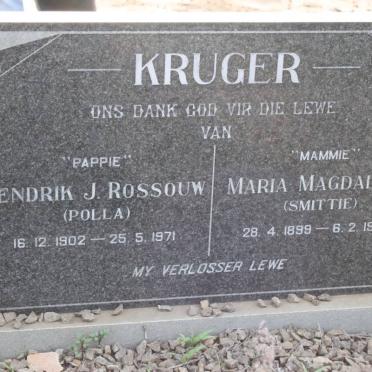 KRUGER
ONS DANK GOD VIR DIE LEWE
VAN
"PAPPIE"
ENDRIK J. ROSSOUW
(POLLA)
16. 12. 1902 — 25. 5. 1971
"MAMMIE"
MARIA MAGDAL
(SMITTIE)
28. 4. 1899 — 6. 2. 19
MY VERLOSSER LEWE